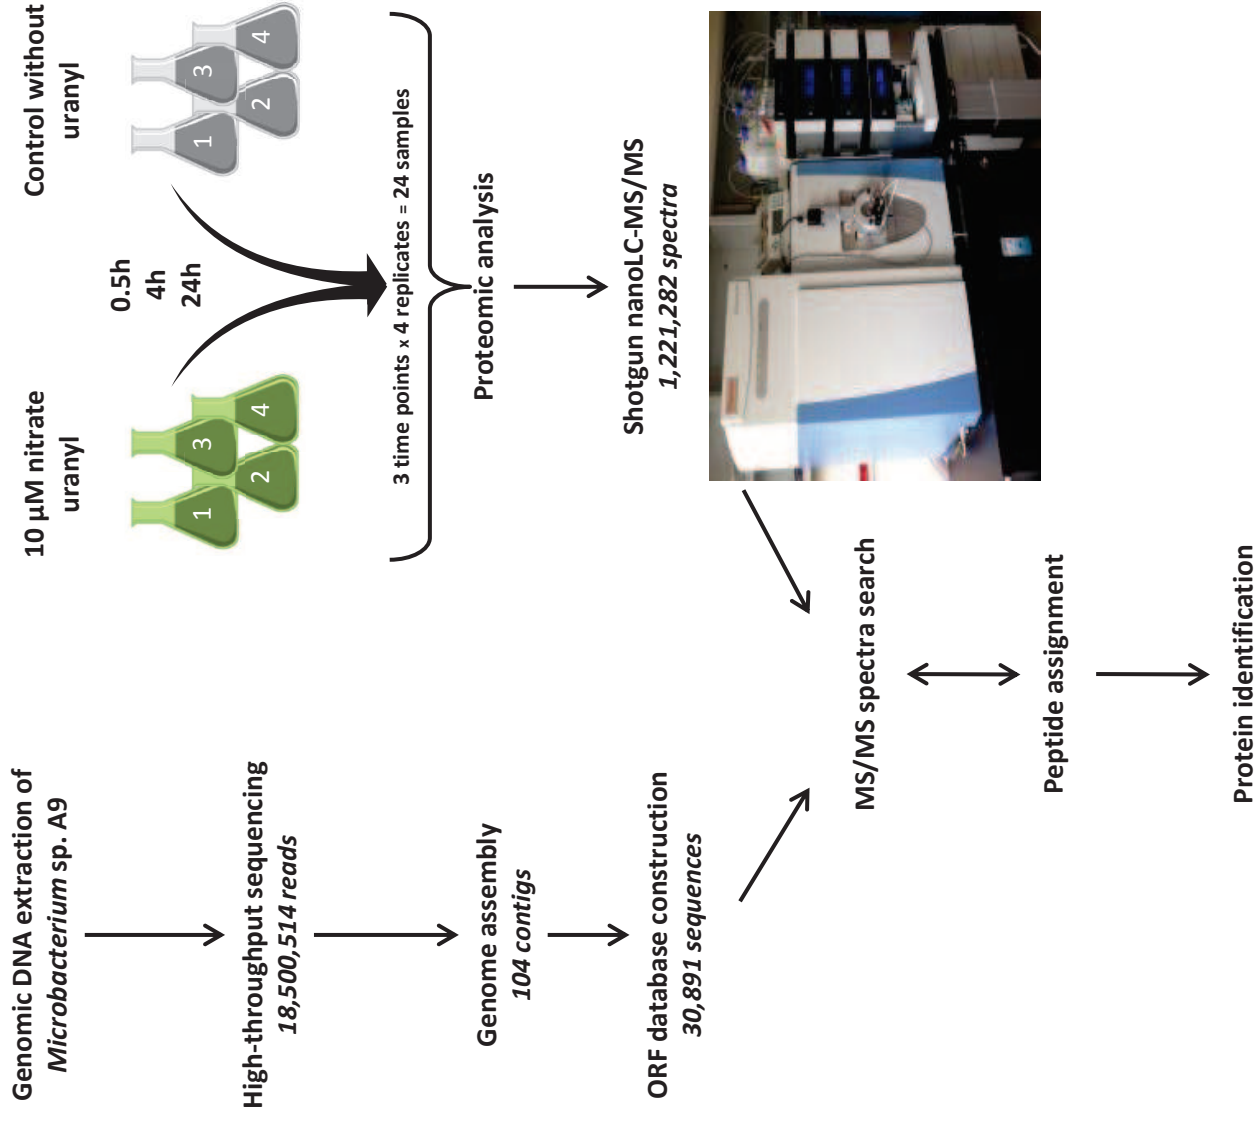 Genomic DNA extraction of
Microbacterium sp. A9
High-throughput sequencing
18,500,514 reads
Genome assembly
104 contigs
ORF database construction
30,891 sequences
10 µM nitrate
uranyl
1
2
3
4
0.5h
4h
24h
Control without
uranyl
1
2
3
4
3 time points x 4 replicates = 24 samples
Proteomic analysis
Shotgun nanoLC-MS/MS
1,221,282 spectra
MS/MS spectra search
Peptide assignment
Protein identification